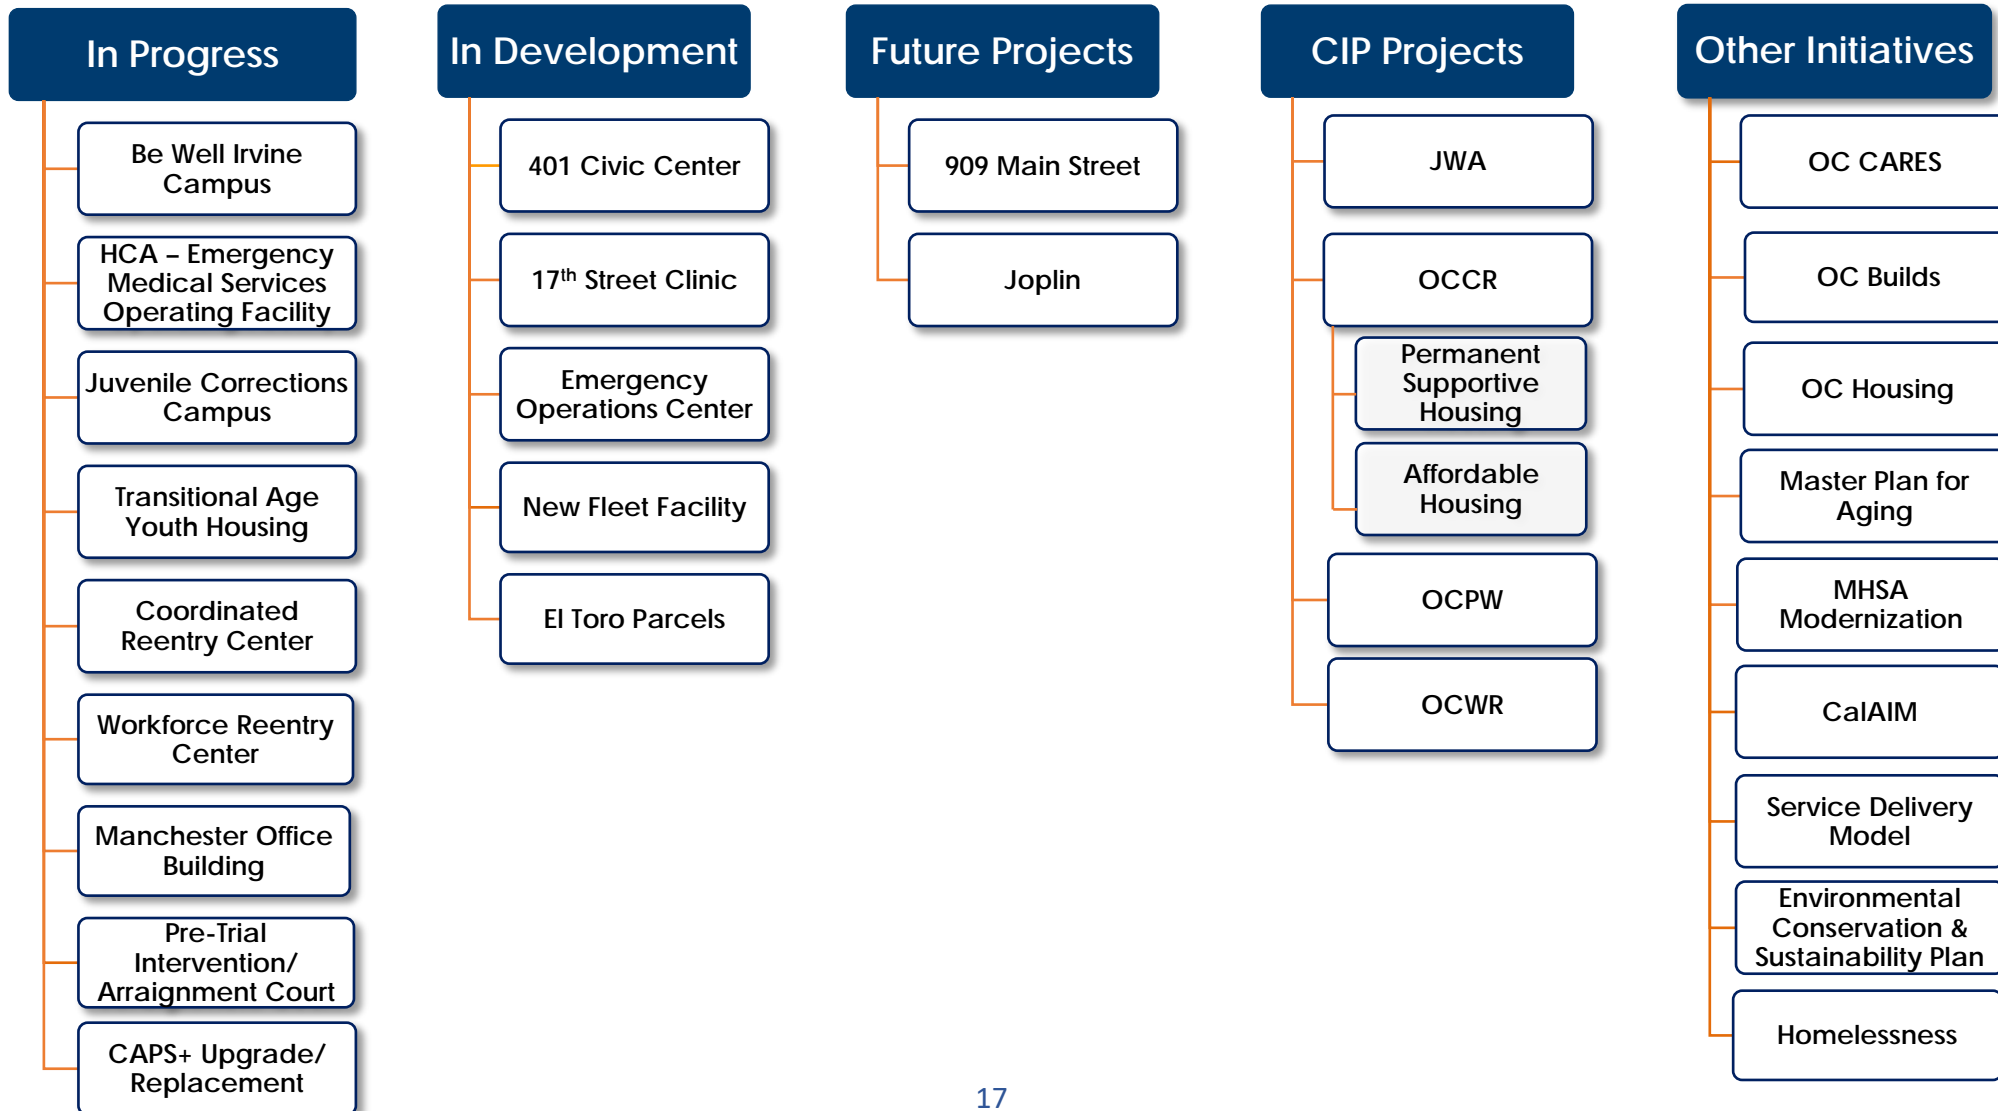 In Progress
Be Well Irvine
Campus
HCA – Emergency
Medical Services
Operating Facility
Juvenile Corrections
Campus
Transitional Age
Youth Housing
Coordinated
Reentry Center
Workforce Reentry
Center
Manchester Office
Building
Pre-Trial
Intervention/
Arraignment Court
CAPS+ Upgrade/
Replacement
In Development
401 Civic Center
17th Street Clinic
Emergency
Operations Center
New Fleet Facility
El Toro Parcels
Future Projects
909 Main Street
Joplin
CIP Projects
JWA
OCCR
Permanent
Supportive
Housing
Affordable
Housing
OCPW
OCWR
Other Initiatives
OC CARES
OC Builds
OC Housing
Master Plan for
Aging
MHSA
Modernization
CalAIM
Service Delivery
Model
Environmental
Conservation &
Sustainability Plan
Homelessness
17